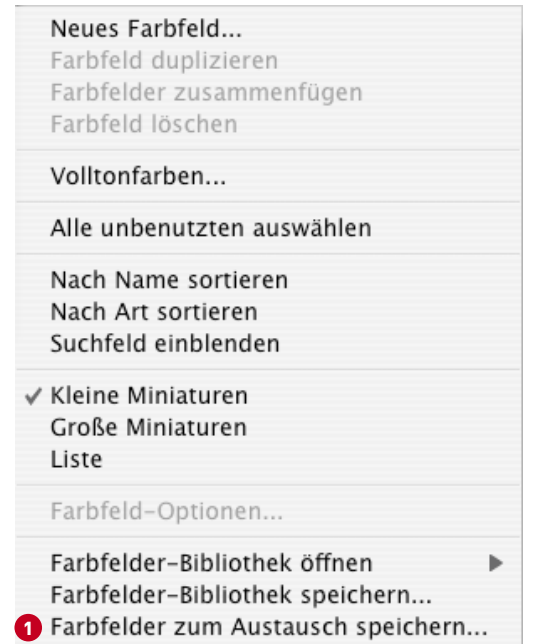 Neues Farbfeld...
Farbfeld duplizieren
Farbfelder zusammenfügen
Farbfeld löschen
Volltonfarben...
Alle unbenutzten auswählen
Nach Name sortieren
Nach Art sortieren
Suchfeld einblenden
✓ Kleine Miniaturen
Große Miniaturen
Liste
Farbfeld-Optionen...
Farbfelder-Bibliothek öffnen
Farbfelder-Bibliothek speichern...
1 Farbfelder zum Austausch speichern...